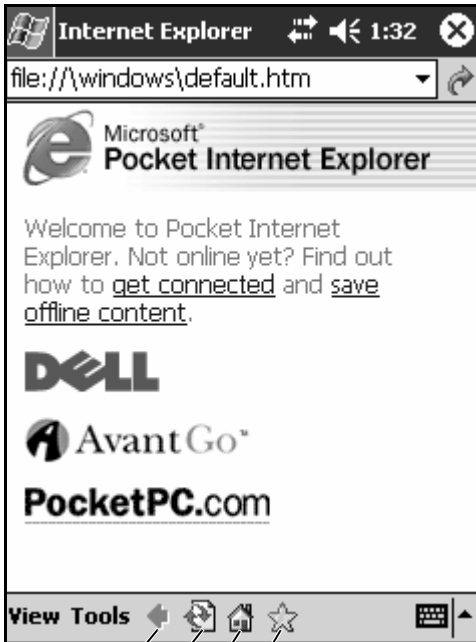 Internet Explorer 1:32
file://\windows\default.htm
Microsoft®
Pocket Internet Explorer
Welcome to Pocket Internet
Explorer. Not online yet? Find out
how to get connected and save
offline content.
DELL
AvantGo™
PocketPC.com
View Tools